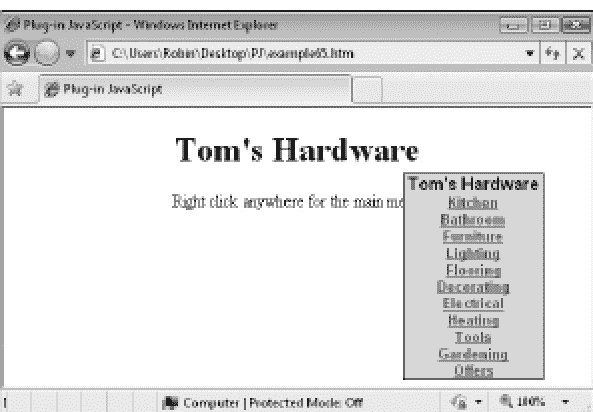 Plug-in JavaScript - Windows Internet Explorer
C:\Users\Robin\Desktop\PJ\example65.htm
Plug-in JavaScript
Tom's Hardware
Right click anywhere for the main me
Tom's Hardware
Kitchen
Bathroom
Furniture
Lighting
Flooring
Decorating
Electrical
Heating
Tools
Gardening
Offers
Computer | Protected Mode: Off
100%